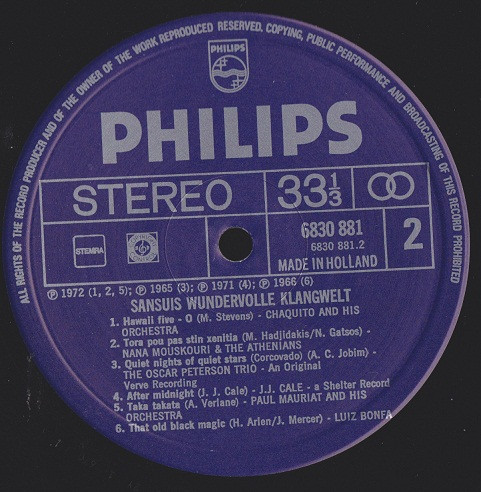 ALL RIGHTS OF THE RECORD PRODUCER AND OF THE OWNER OF THE WORK REPRODUCED RESERVED. COPYING, PUBLIC PERFORMANCE AND BROADCASTING OF THIS RECORD PROHIBITED
PHILIPS
PHILIPS
STEREO 33 1/3
STEMRA
6830 881
6830 881.2
MADE IN HOLLAND
2
Ⓟ 1972 (1, 2, 5); Ⓟ 1965 (3); Ⓟ 1971 (4); Ⓟ 1966 (6)
SANSUIS WUNDERVOLLE KLANGWELT
1. Hawaii five - O (M. Stevens) - CHAQUITO AND HIS
ORCHESTRA
2. Tora pou pas stin xenitia (M. Hadjidakis/N. Gatsos) -
NANA MOUSKOURI & THE ATHENIANS
3. Quiet nights of quiet stars (Corcovado) (A. C. Jobim) -
THE OSCAR PETERSON TRIO - An Original
Verve Recording
4. After midnight (J. J. Cale) - J.J. CALE - a Shelter Record
5. Taka takata (A. Verlane) - PAUL MAURIAT AND HIS
ORCHESTRA
6. That old black magic (H. Arlen/J. Mercer) - LUIZ BONFA